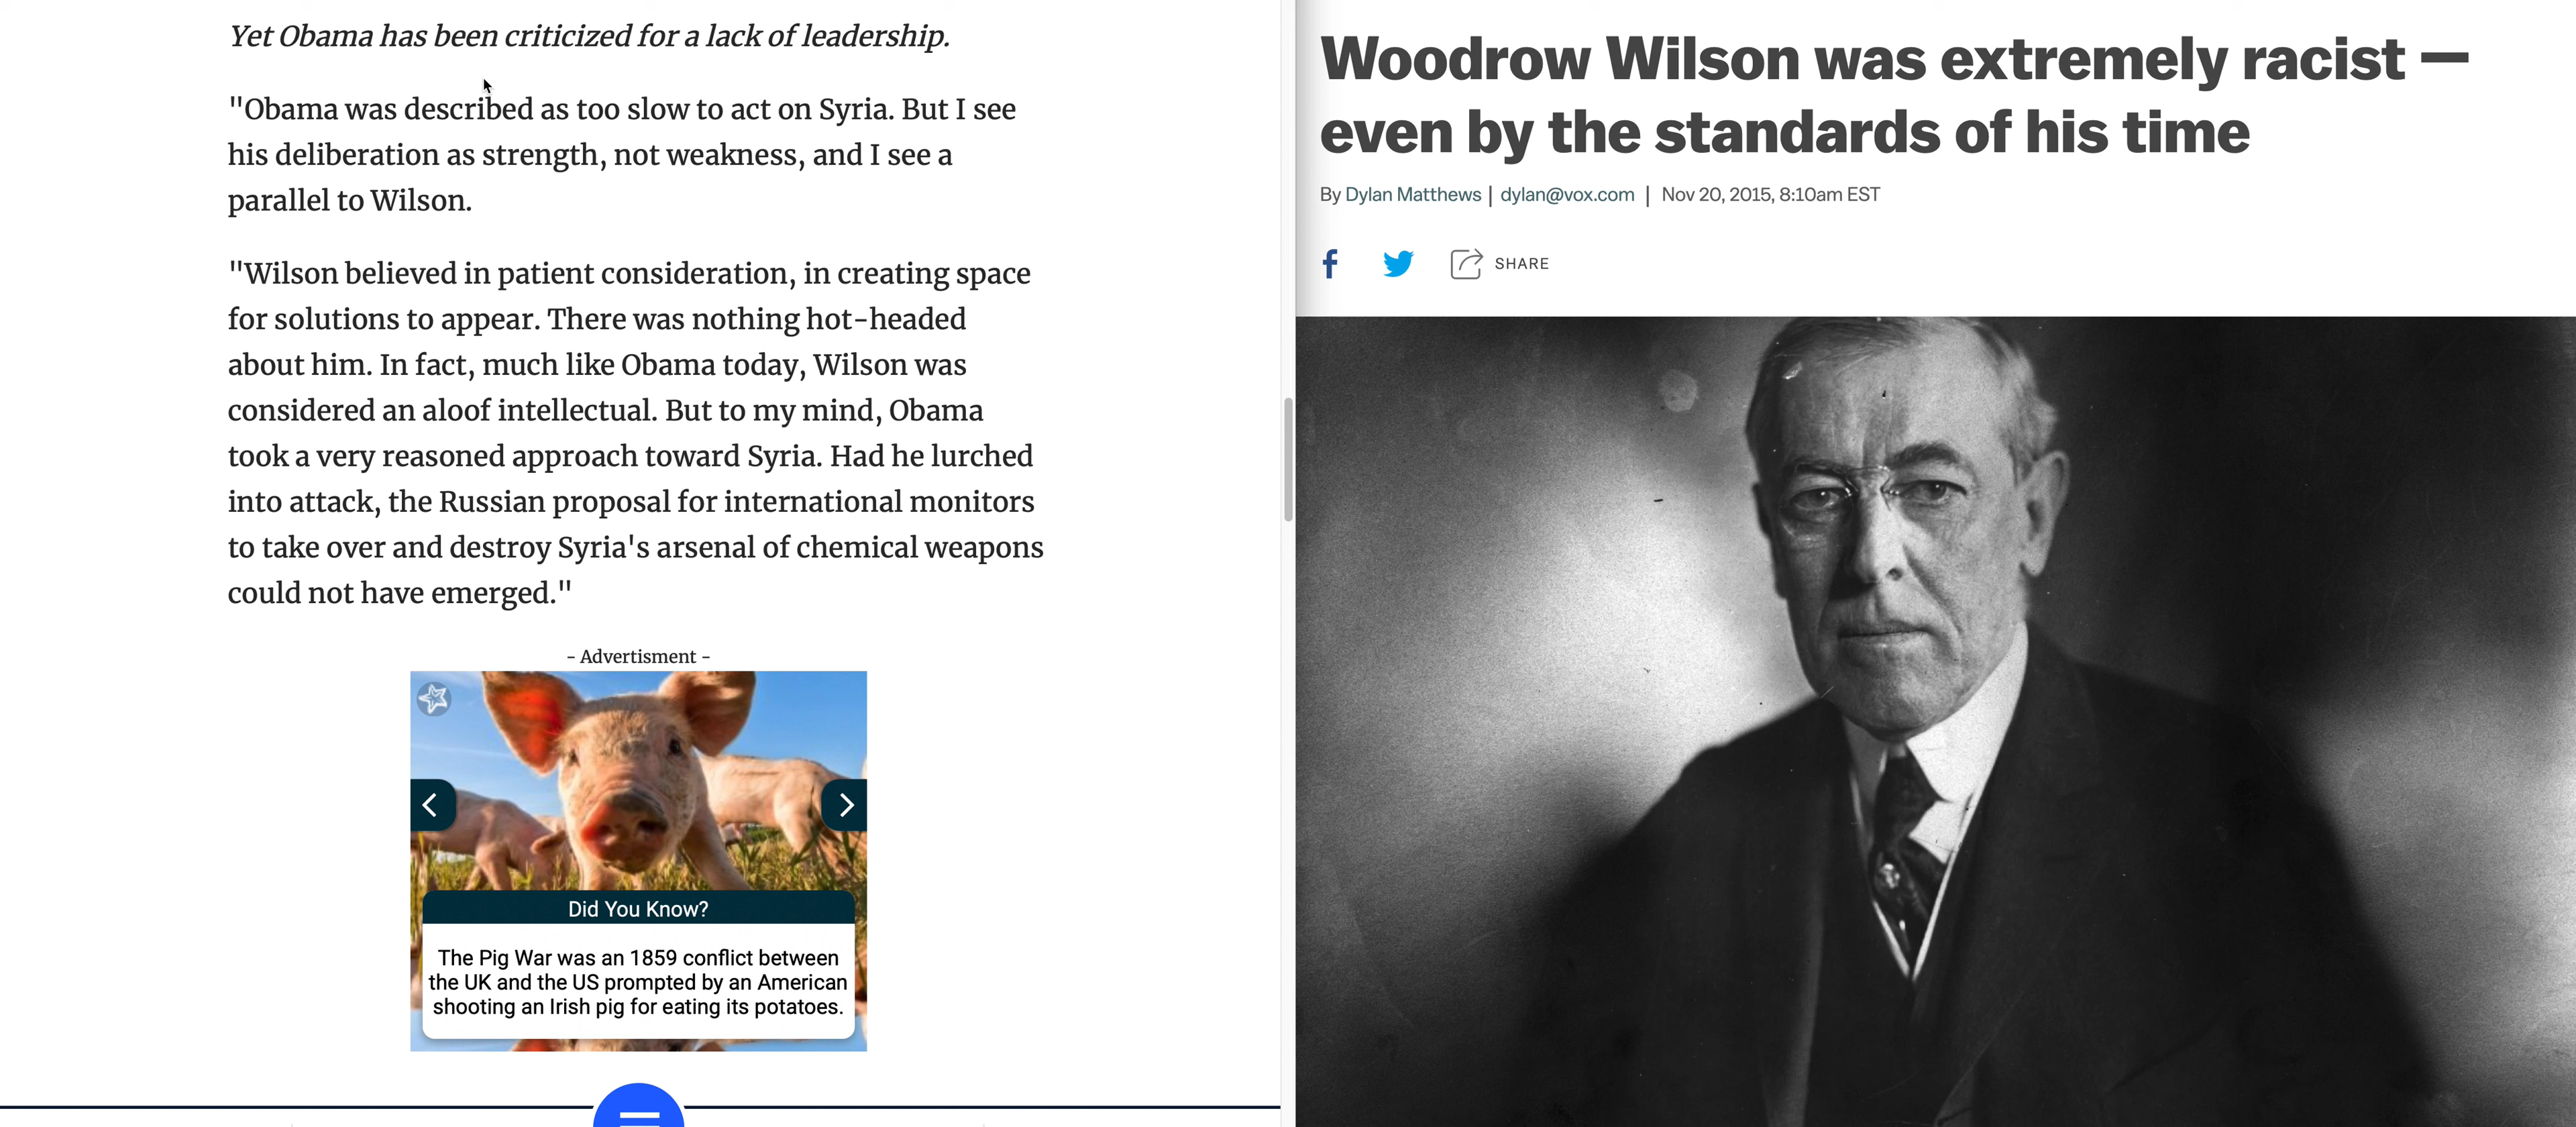 Yet Obama has been criticized for a lack of leadership.
"Obama was described as too slow to act on Syria. But I see
his deliberation as strength, not weakness, and I see a
parallel to Wilson.
"Wilson believed in patient consideration, in creating space
for solutions to appear. There was nothing hot-headed
about him. In fact, much like Obama today, Wilson was
considered an aloof intellectual. But to my mind, Obama
took a very reasoned approach toward Syria. Had he lurched
into attack, the Russian proposal for international monitors
to take over and destroy Syria's arsenal of chemical weapons
could not have emerged."
- Advertisment -
Did You Know?
The Pig War was an 1859 conflict between
the UK and the US prompted by an American
shooting an Irish pig for eating its potatoes.
Woodrow Wilson was extremely racist —
even by the standards of his time
By Dylan Matthews | dylan@vox.com | Nov 20, 2015, 8:10am EST
SHARE